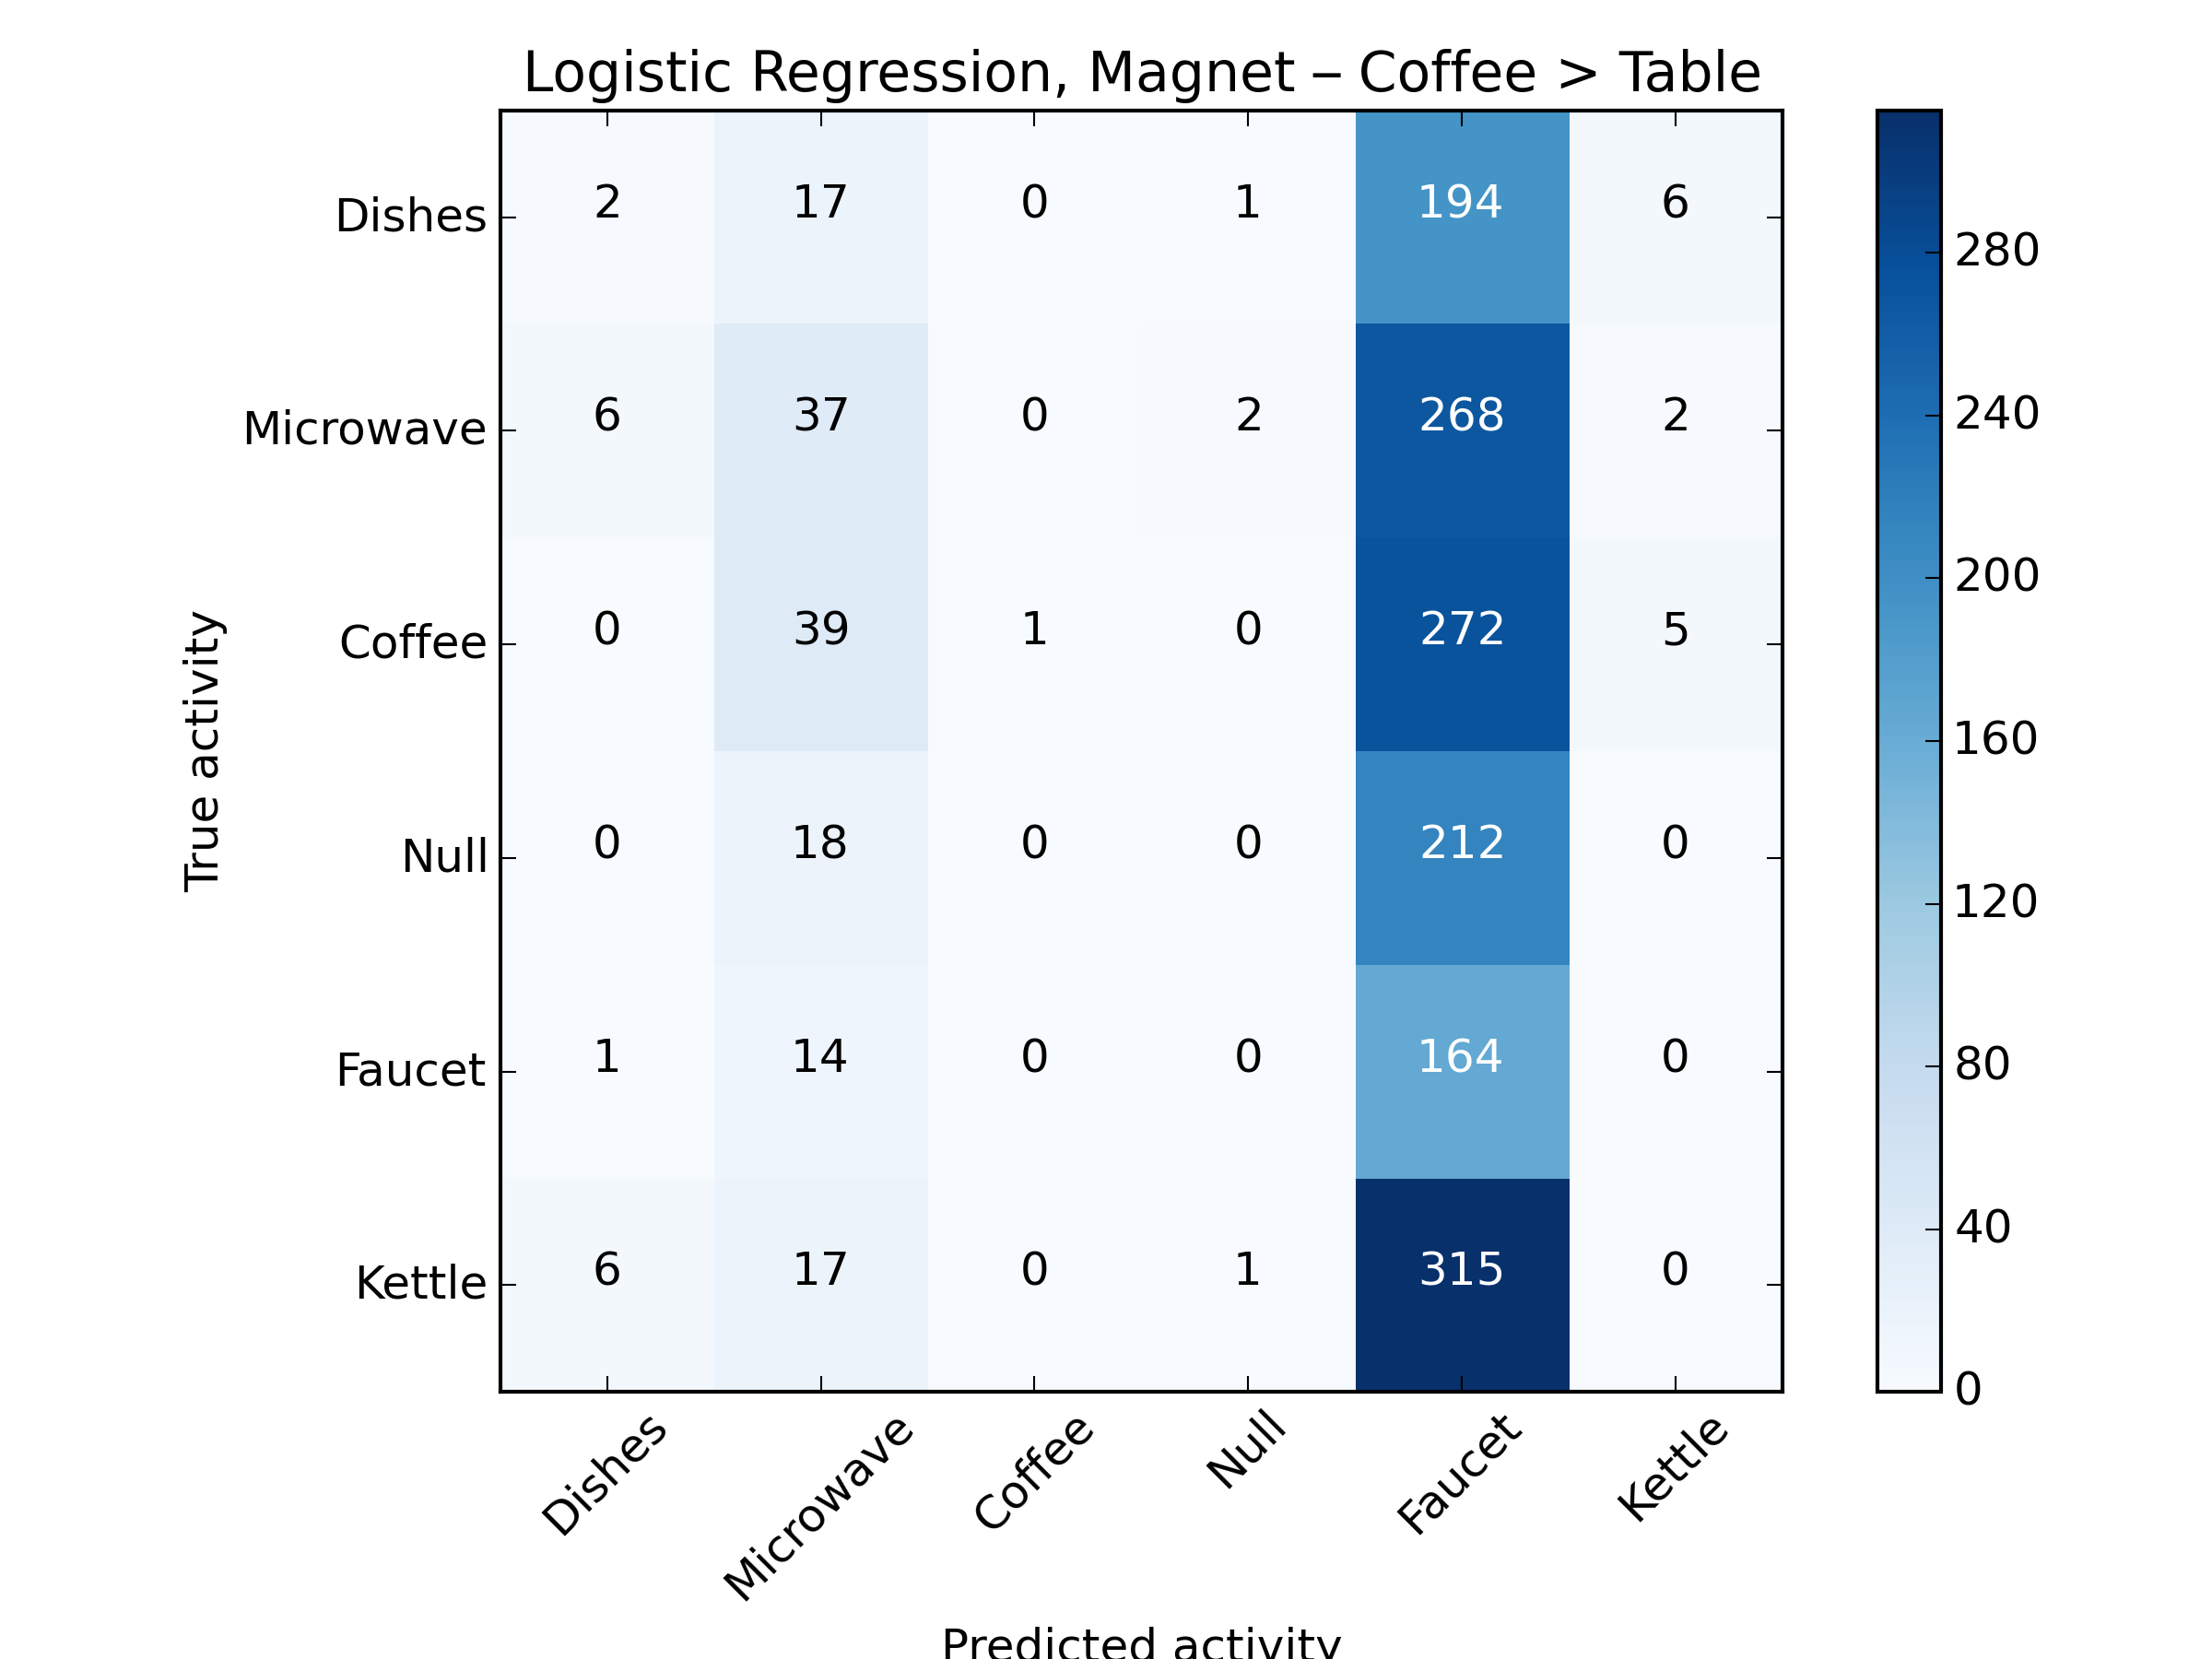 Logistic Regression, Magnet – Coffee > Table
Dishes 2 17 0 1 194 6
Microwave 6 37 0 2 268 2
Coffee 0 39 1 0 272 5
Null 0 18 0 0 212 0
Faucet 1 14 0 0 164 0
Kettle 6 17 0 1 315 0
True activity
Dishes Microwave Coffee Null Faucet Kettle
Predicted activity
280
240
200
160
120
80
40
0